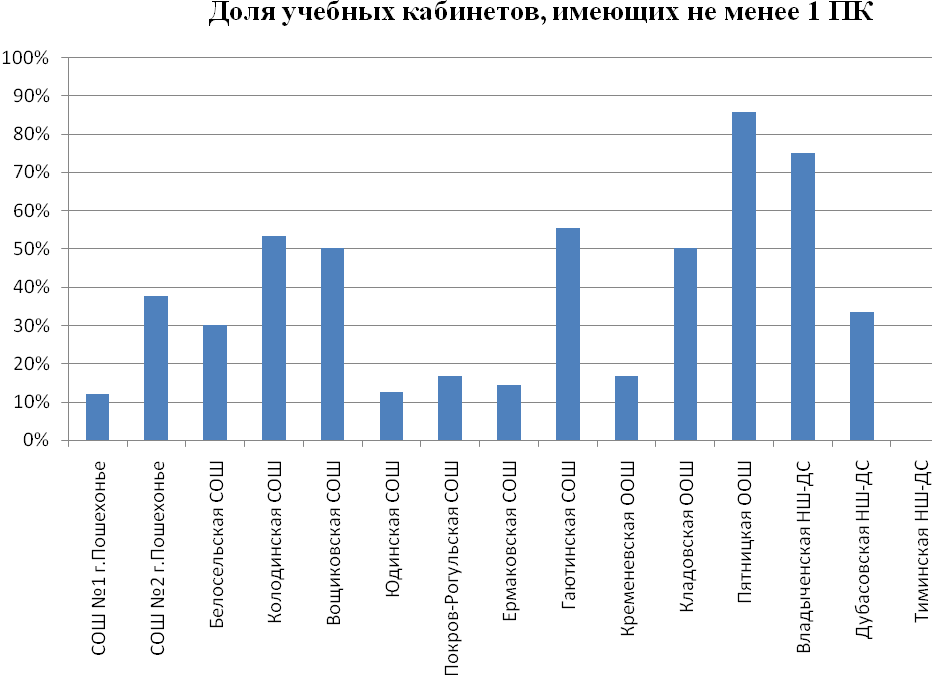 Доля учебных кабинетов, имеющих не менее 1 ПК
100%
90%
80%
70%
60%
50%
40%
30%
20%
10%
0%
СОШ №1 г.Пошехонье
СОШ №2 г.Пошехонье
Белосельская СОШ
Колодинская СОШ
Вощиковская СОШ
Юдинская СОШ
Покров-Рогульская СОШ
Ермаковская СОШ
Гаютинская СОШ
Кременевская ООШ
Кладовская ООШ
Пятницкая ООШ
Владыченская НШ-ДС
Дубасовская НШ-ДС
Тиминская НШ-ДС